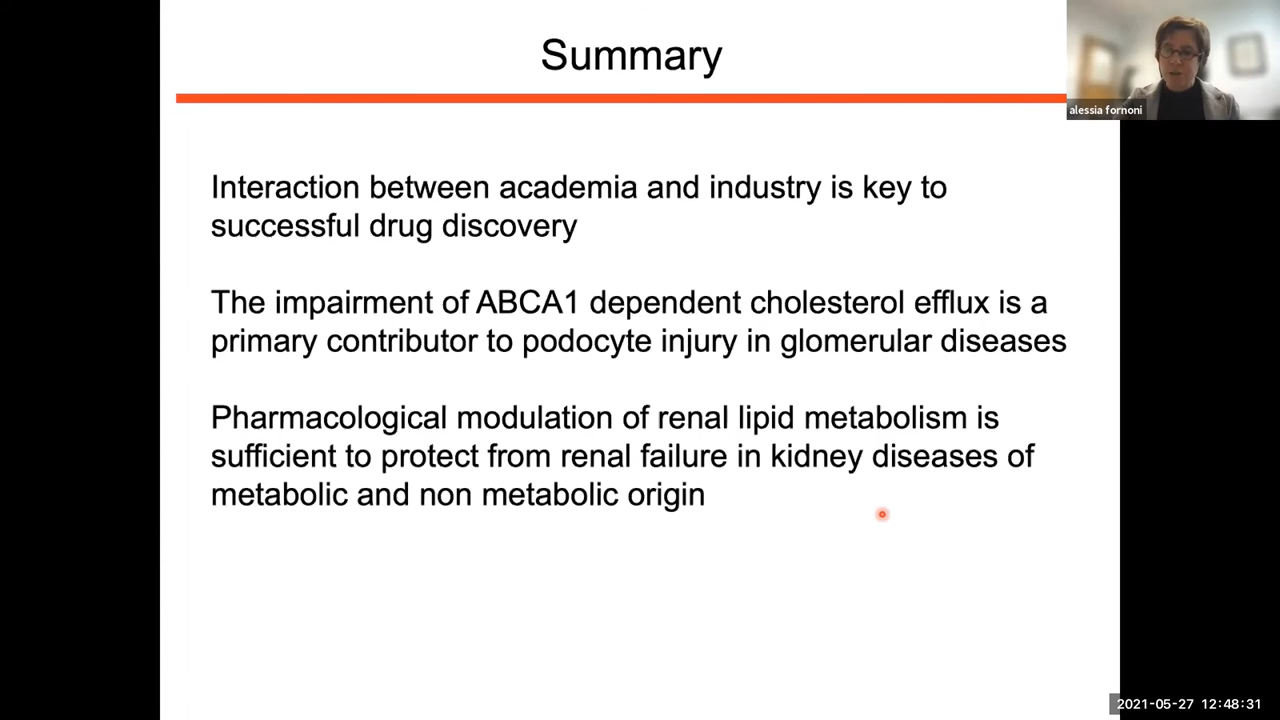 Summary
alessia fornoni
Interaction between academia and industry is key to
successful drug discovery
The impairment of ABCA1 dependent cholesterol efflux is a
primary contributor to podocyte injury in glomerular diseases
Pharmacological modulation of renal lipid metabolism is
sufficient to protect from renal failure in kidney diseases of
metabolic and non metabolic origin
2021-05-27 12:48:31